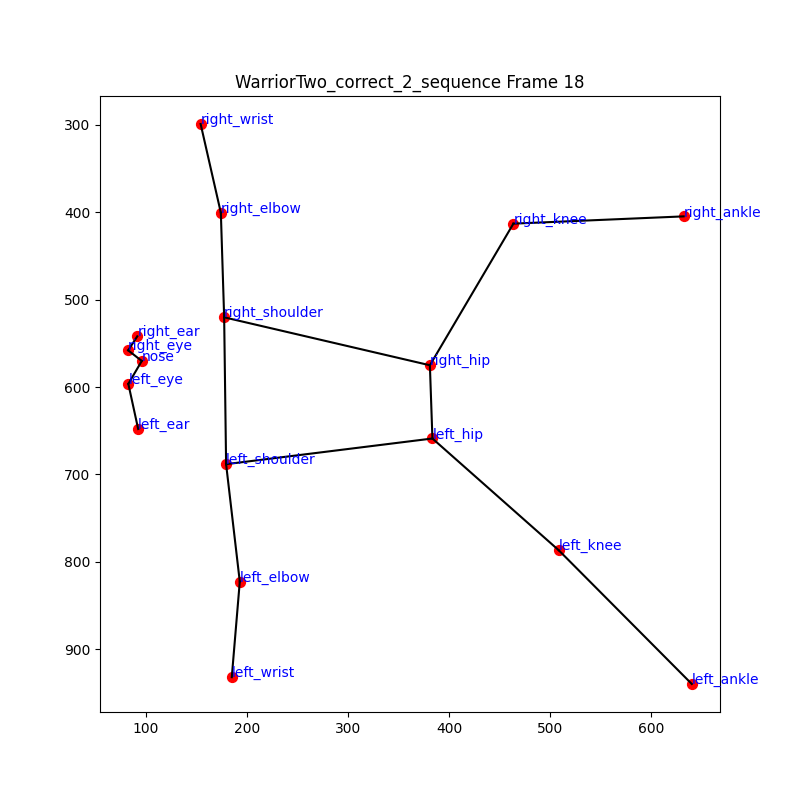 WarriorTwo_correct_2_sequence Frame 18
300
400
500
600
700
800
900
100
200
300
400
500
600
right_wrist
right_elbow
right_shoulder
right_ear
right_eye
nose
left_eye
left_ear
left_shoulder
left_elbow
left_wrist
right_hip
left_hip
right_knee
right_ankle
left_knee
left_ankle